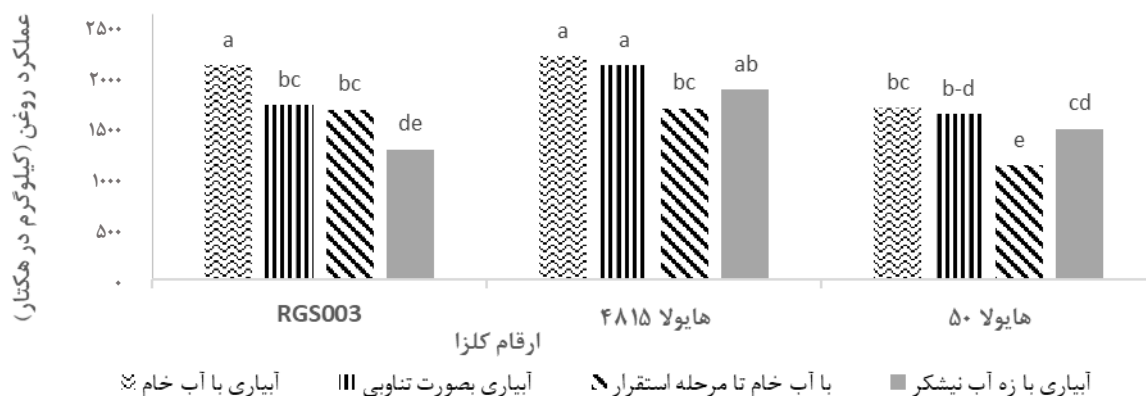 عملکرد روغن (کیلوگرم در هکتار)
۲۵۰۰
۲۰۰۰
۱۵۰۰
۱۰۰۰
۵۰۰
۰
a bc bc de
a a bc ab
bc b-d e cd
RGS003
هایولا ۴۸۱۵
هایولا ۵۰
ارقام کلزا
آبیاری با آب خام
آبیاری بصورت تناوبی
با آب خام تا مرحله استقرار
آبیاری با زه آب نیشکر